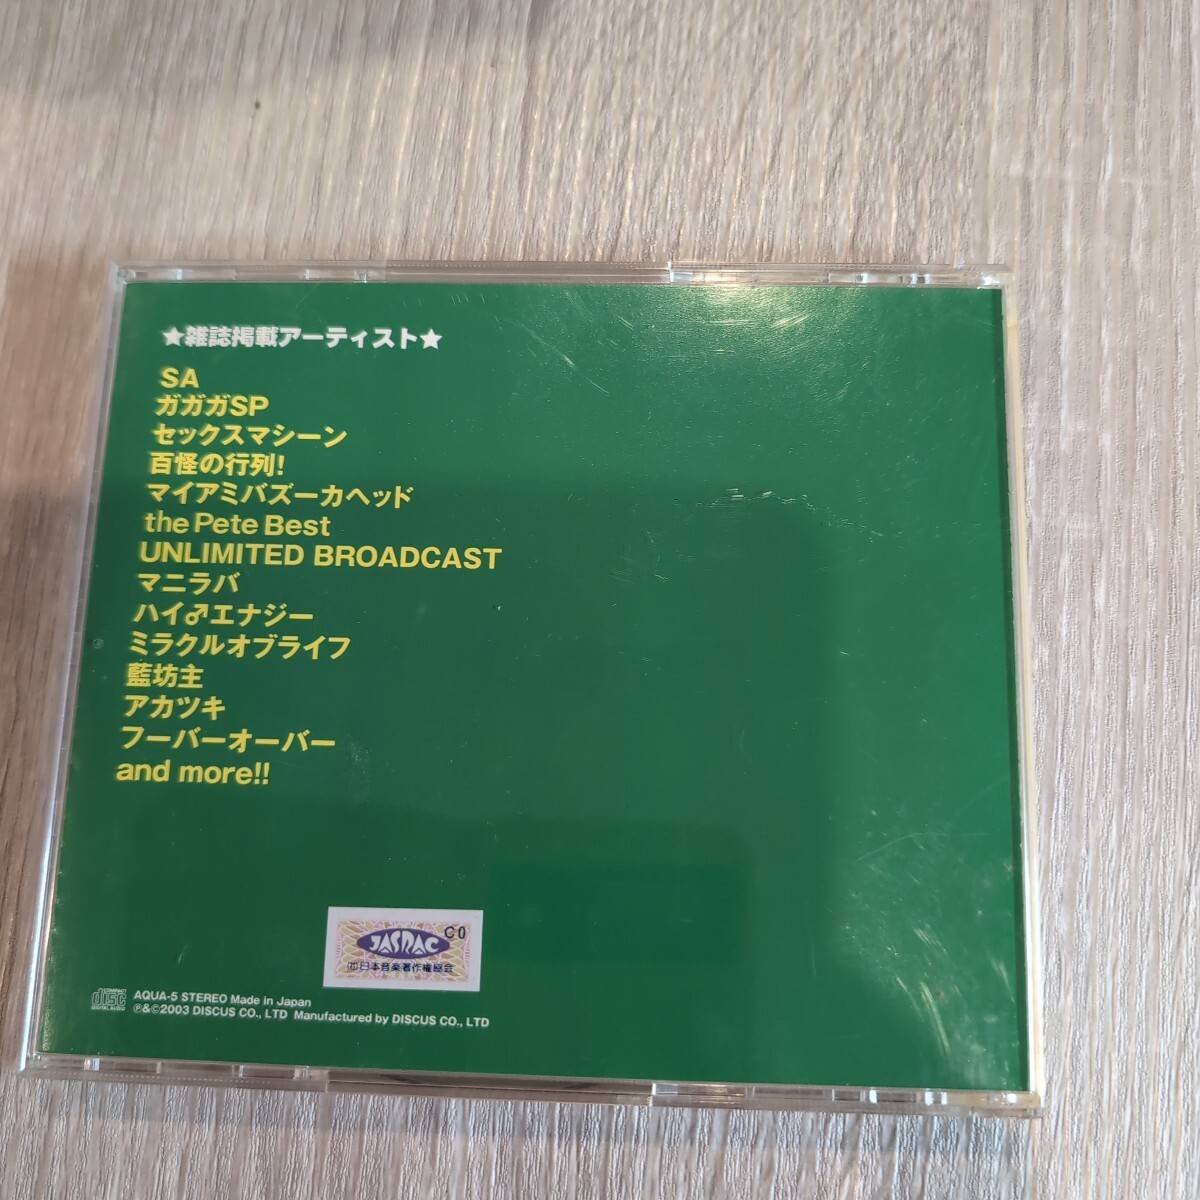 ★雑誌掲載アーティスト★
SA
ガガガSP
セックスマシーン
百怪の行列!
マイアミバズーカヘッド
the Pete Best
UNLIMITED BROADCAST
マニラバ
ハイ♂エナジー
ミラクルオブライフ
藍坊主
アカツキ
フーバーオーバー
and more!!
C0
JASRAC
㈳日本音楽著作権協会
COMPACT
disc
DIGITAL AUDIO
AQUA-5 STEREO Made in Japan
℗&©2003 DISCUS CO., LTD Manufactured by DISCUS CO., LTD